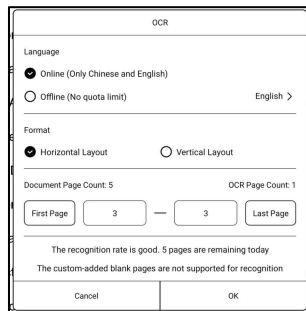 OCR
Language
Online (Only Chinese and English)
Offline (No quota limit) English >
Format
Horizontal Layout Vertical Layout
Document Page Count: 5 OCR Page Count: 1
First Page 3 — 3 Last Page
The recognition rate is good. 5 pages are remaining today
The custom-added blank pages are not supported for recognition
Cancel OK